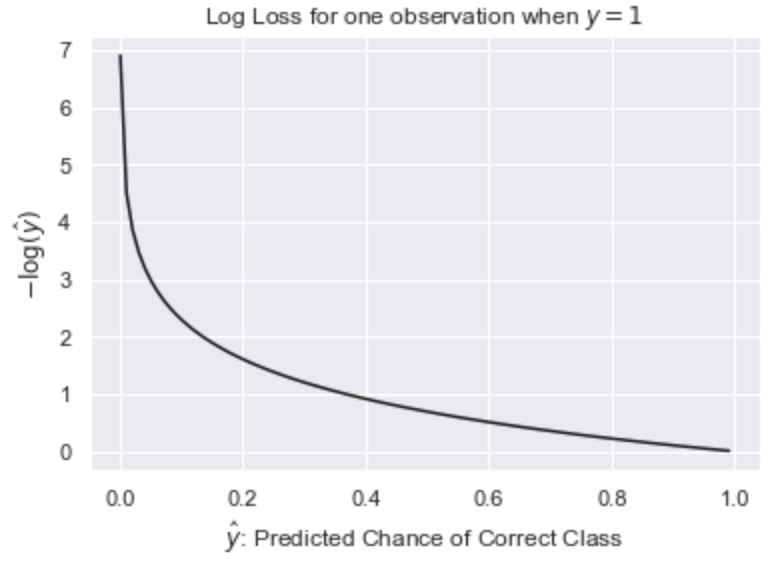 Log Loss for one observation when y = 1
7
6
5
4
3
2
1
0
−log(ŷ)
0.0 0.2 0.4 0.6 0.8 1.0
ŷ: Predicted Chance of Correct Class